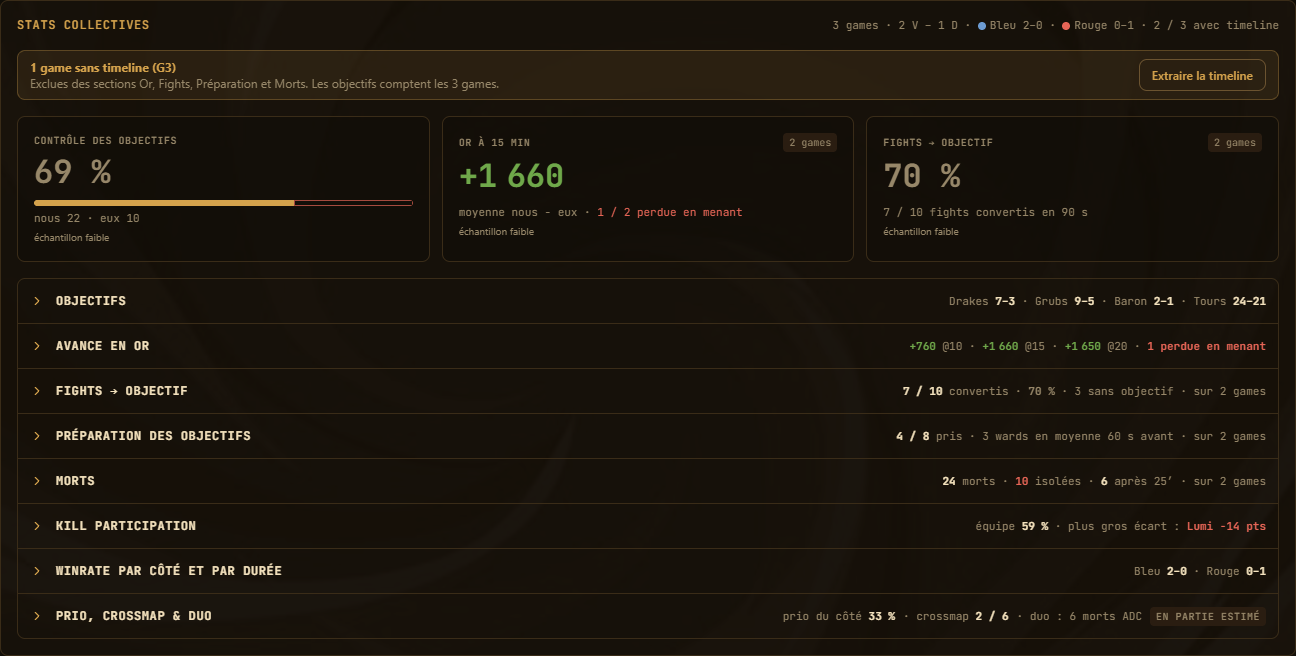 STATS COLLECTIVES
3 games · 2 V – 1 D · Bleu 2–0 · Rouge 0–1 · 2 / 3 avec timeline
1 game sans timeline (G3)
Exclues des sections Or, Fights, Préparation et Morts. Les objectifs comptent les 3 games.
Extraire la timeline
CONTRÔLE DES OBJECTIFS
69 %
nous 22 · eux 10
échantillon faible
OR À 15 MIN
2 games
+1 660
moyenne nous - eux · 1 / 2 perdue en menant
échantillon faible
FIGHTS → OBJECTIF
2 games
70 %
7 / 10 fights convertis en 90 s
échantillon faible
OBJECTIFS
Drakes 7–3 · Grubs 9–5 · Baron 2–1 · Tours 24–21
AVANCE EN OR
+760 @10 · +1 660 @15 · +1 650 @20 · 1 perdue en menant
FIGHTS → OBJECTIF
7 / 10 convertis · 70 % · 3 sans objectif · sur 2 games
PRÉPARATION DES OBJECTIFS
4 / 8 pris · 3 wards en moyenne 60 s avant · sur 2 games
MORTS
24 morts · 10 isolées · 6 après 25’ · sur 2 games
KILL PARTICIPATION
équipe 59 % · plus gros écart : Lumi -14 pts
WINRATE PAR CÔTÉ ET PAR DURÉE
Bleu 2–0 · Rouge 0–1
PRIO, CROSSMAP & DUO
prio du côté 33 % · crossmap 2 / 6 · duo : 6 morts ADC EN PARTIE ESTIMÉ